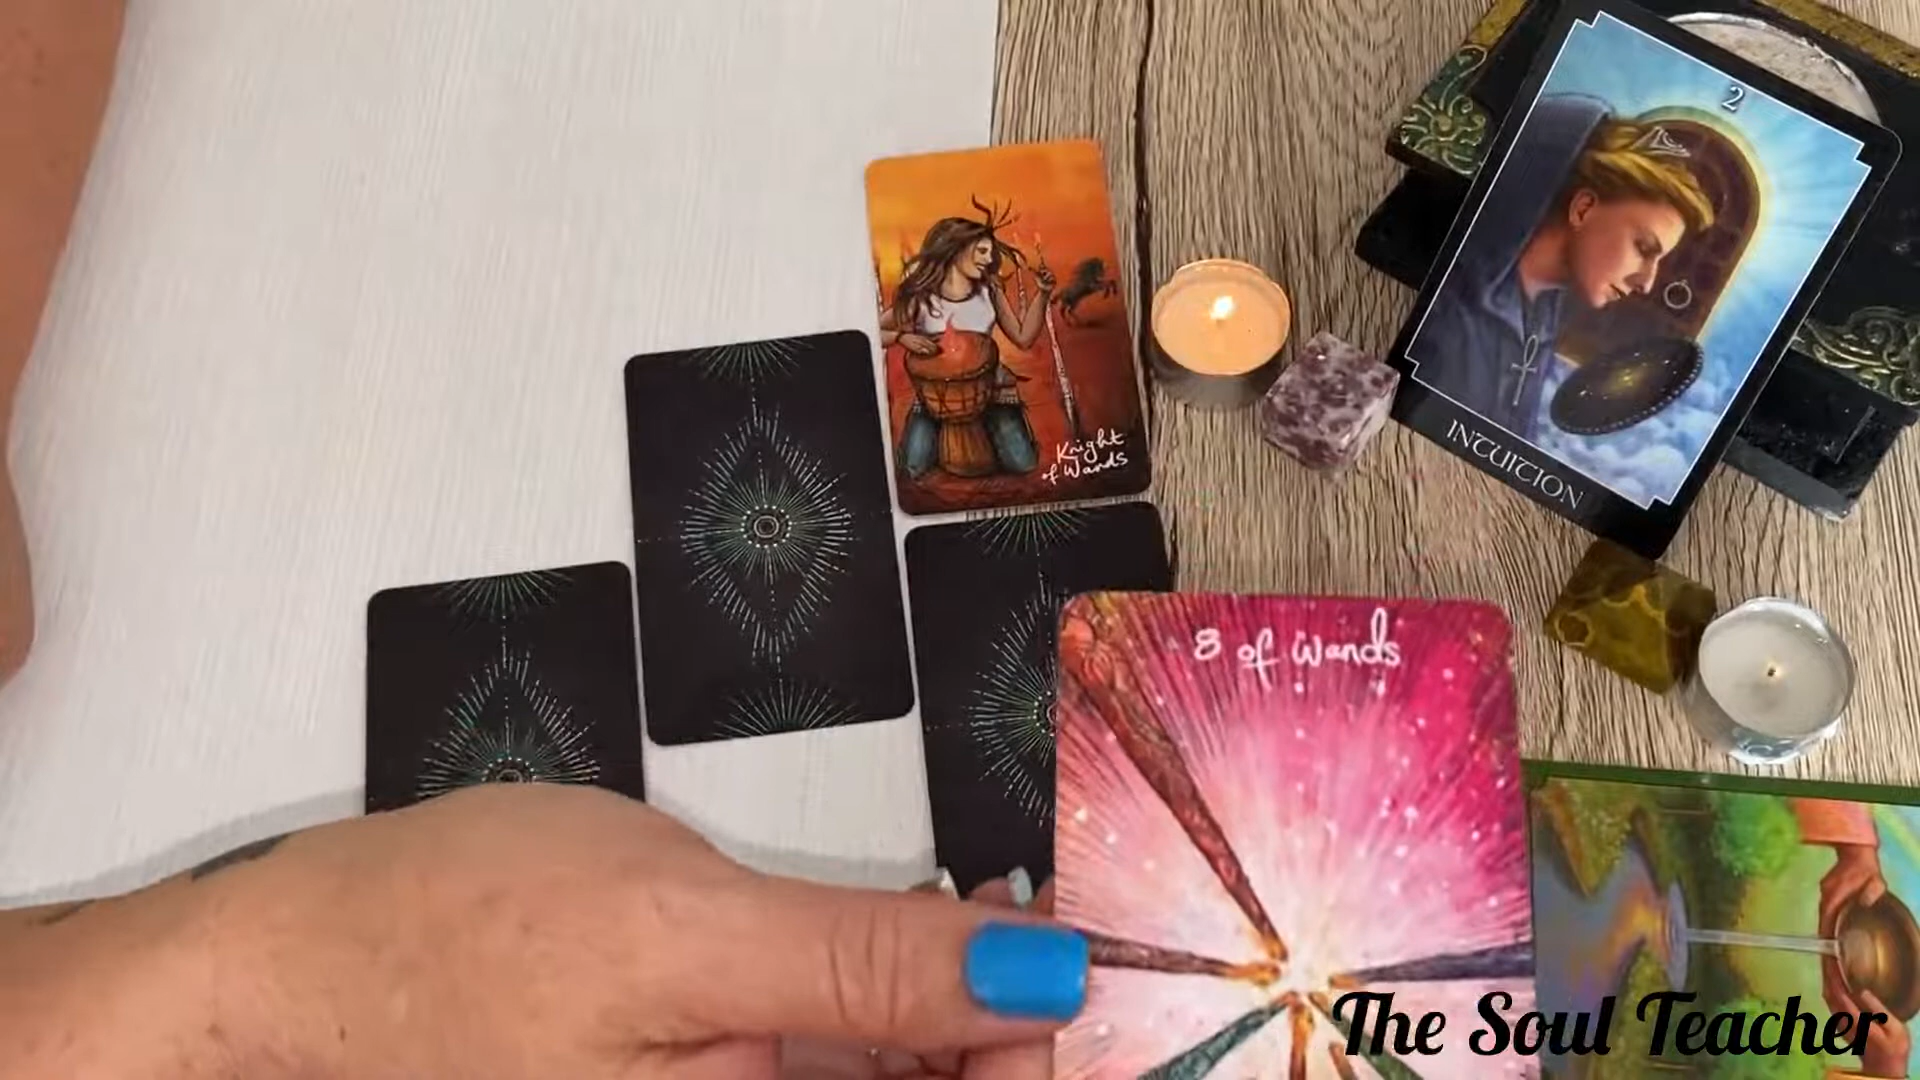 2
INTUITION
Knight
of Wands
8 of wands
The Soul Teacher